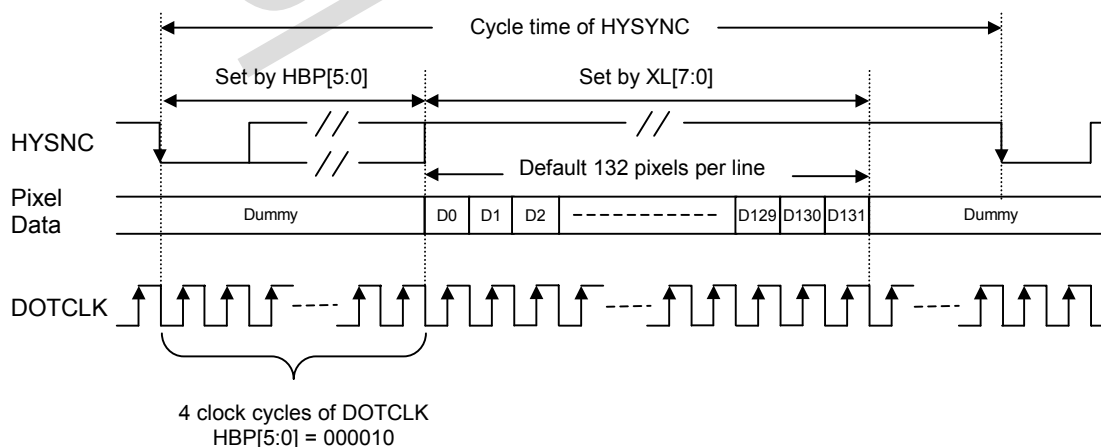 Cycle time of HYSYNC
Set by HBP[5:0]
Set by XL[7:0]
HYSNC
Default 132 pixels per line
Pixel
Data
Dummy
D0
D1
D2
D129
D130
D131
Dummy
DOTCLK
4 clock cycles of DOTCLK
HBP[5:0] = 000010